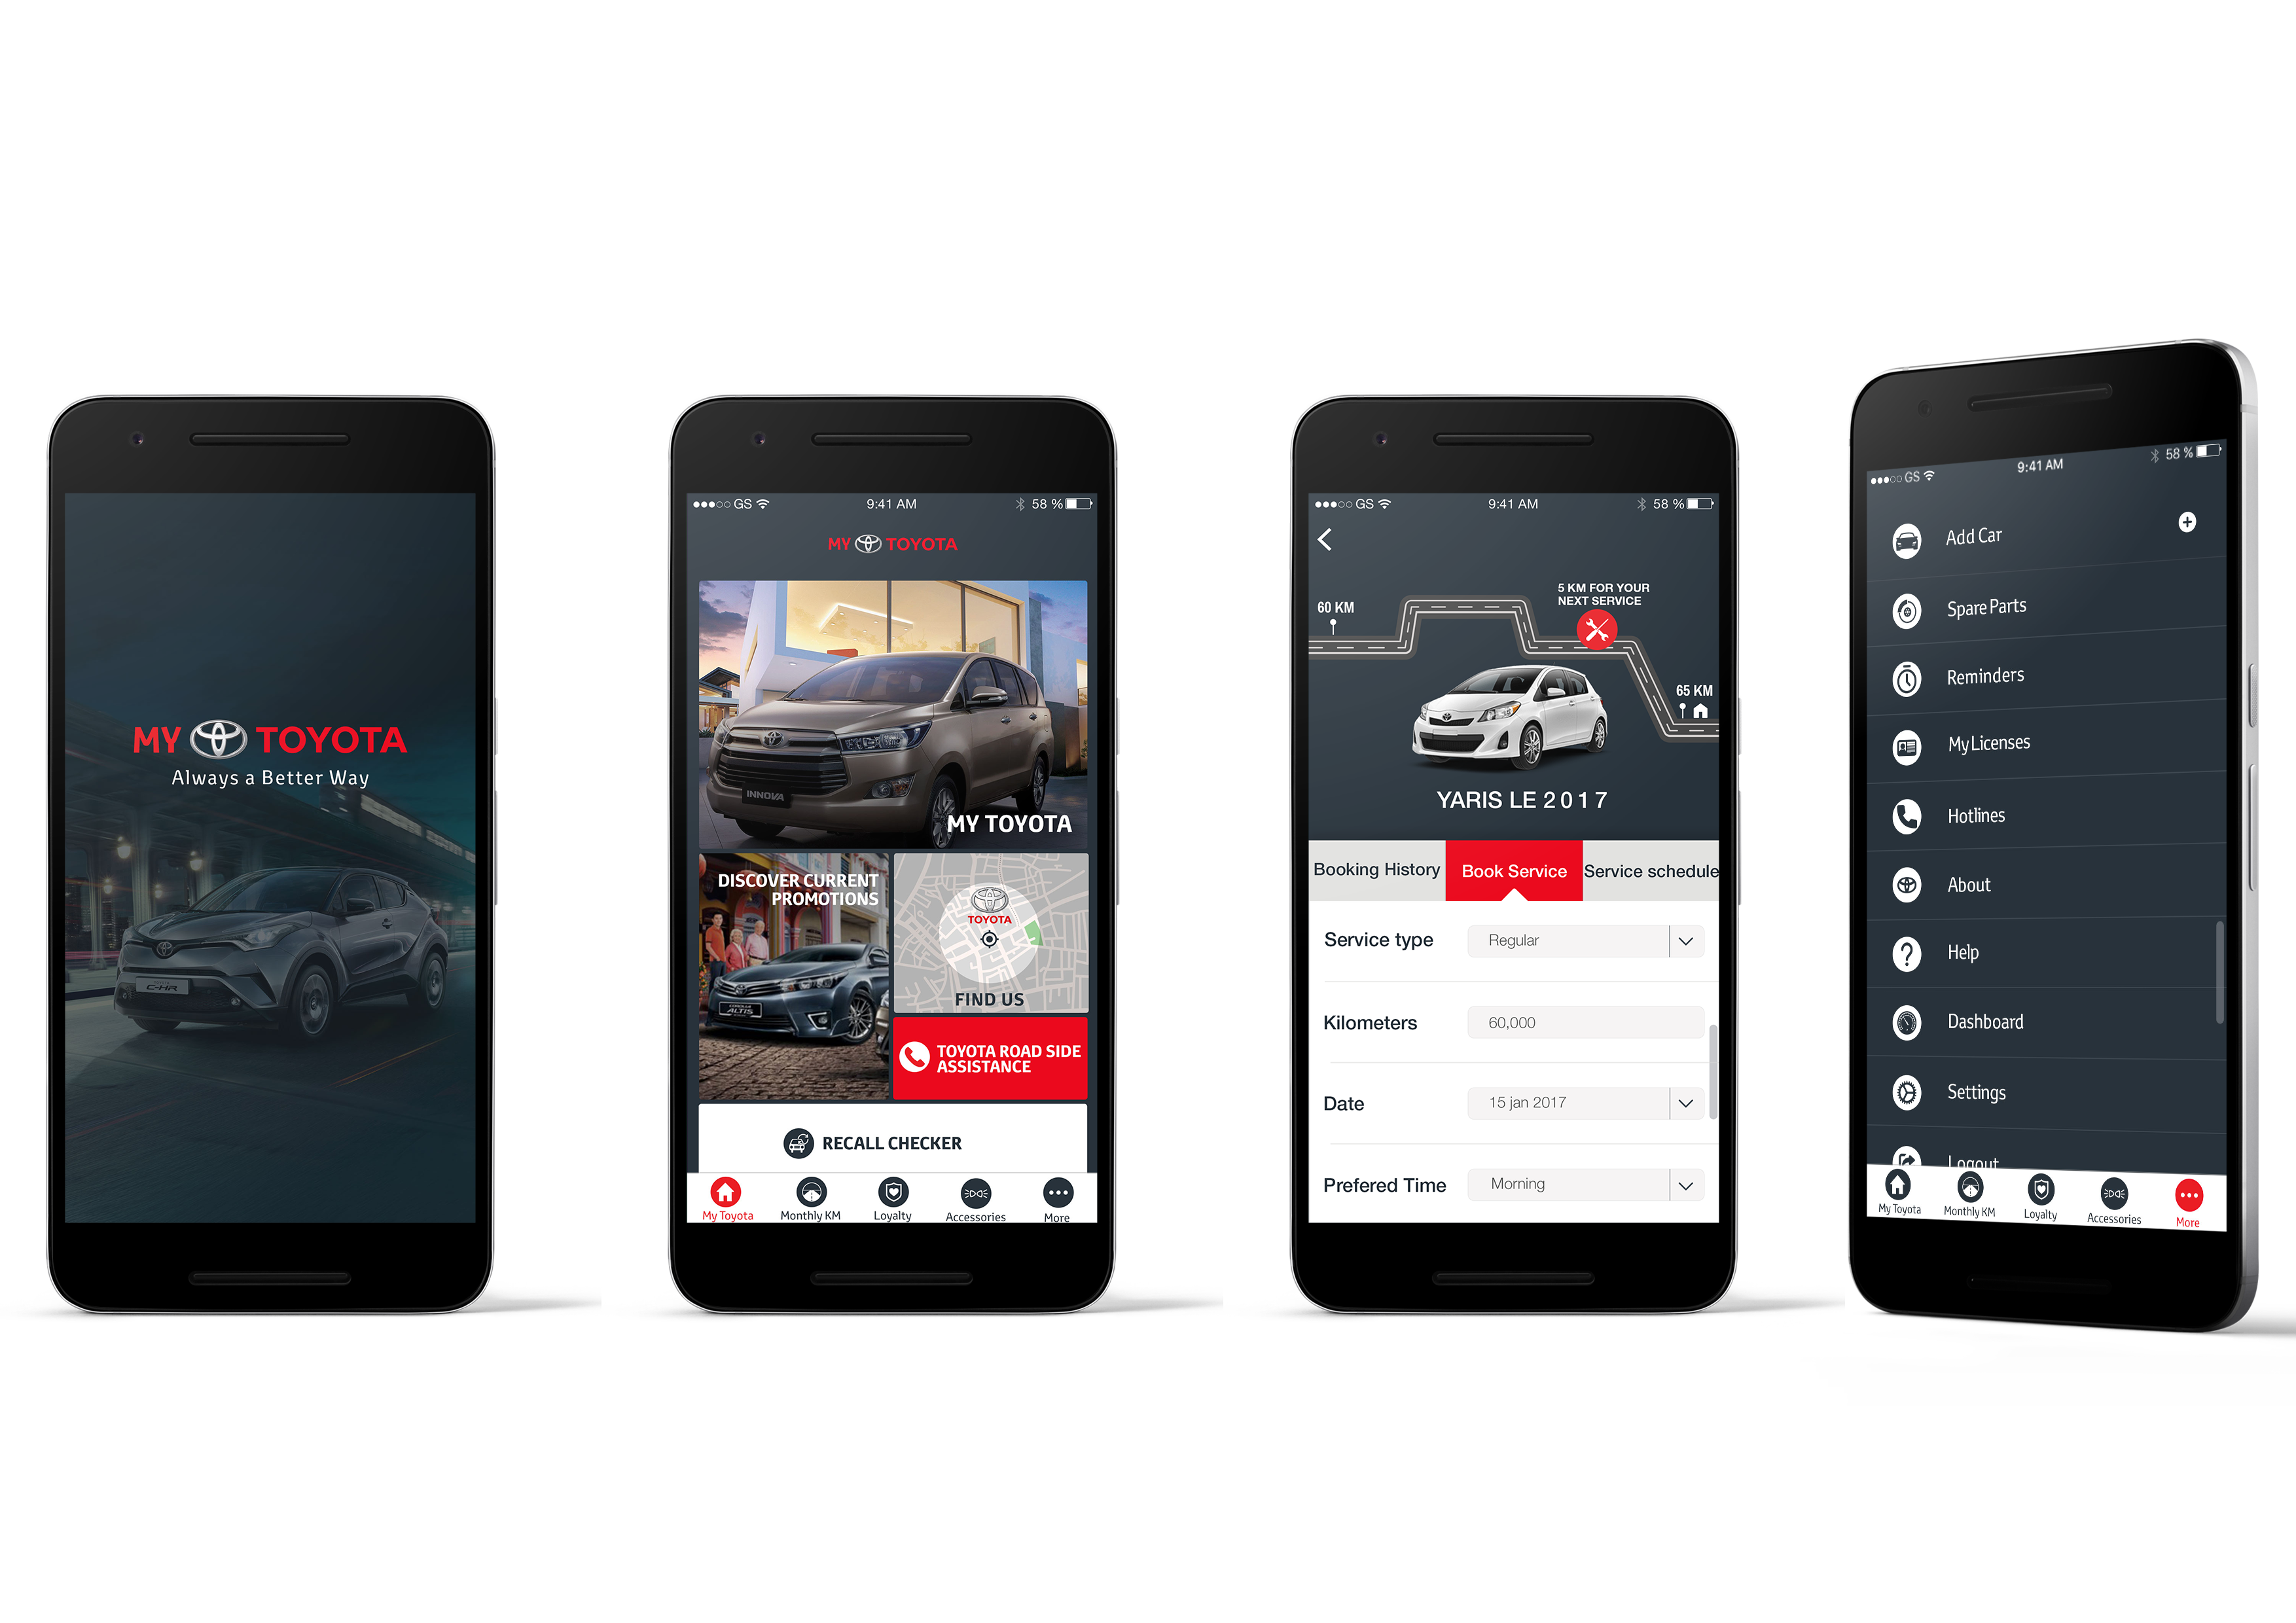 MY TOYOTA
Always a Better Way
GS 9:41 AM 58 %
MY TOYOTA
INNOVA
MY TOYOTA
DISCOVER CURRENT
PROMOTIONS
COROLLA
ALTIS
TOYOTA
FIND US
TOYOTA ROAD SIDE
ASSISTANCE
RECALL CHECKER
My Toyota Monthly KM Loyalty Accessories More
C-HR
GS 9:41 AM 58 %
5 KM FOR YOUR
NEXT SERVICE
60 KM
65 KM
YARIS LE 2017
Booking History Book Service Service schedule
Service type Regular
Kilometers 60,000
Date 15 jan 2017
Prefered Time Morning
GS 9:41 AM 58 %
Add Car
Spare Parts
Reminders
My Licenses
Hotlines
About
Help
Dashboard
Settings
Logout
My Toyota Monthly KM Loyalty Accessories More